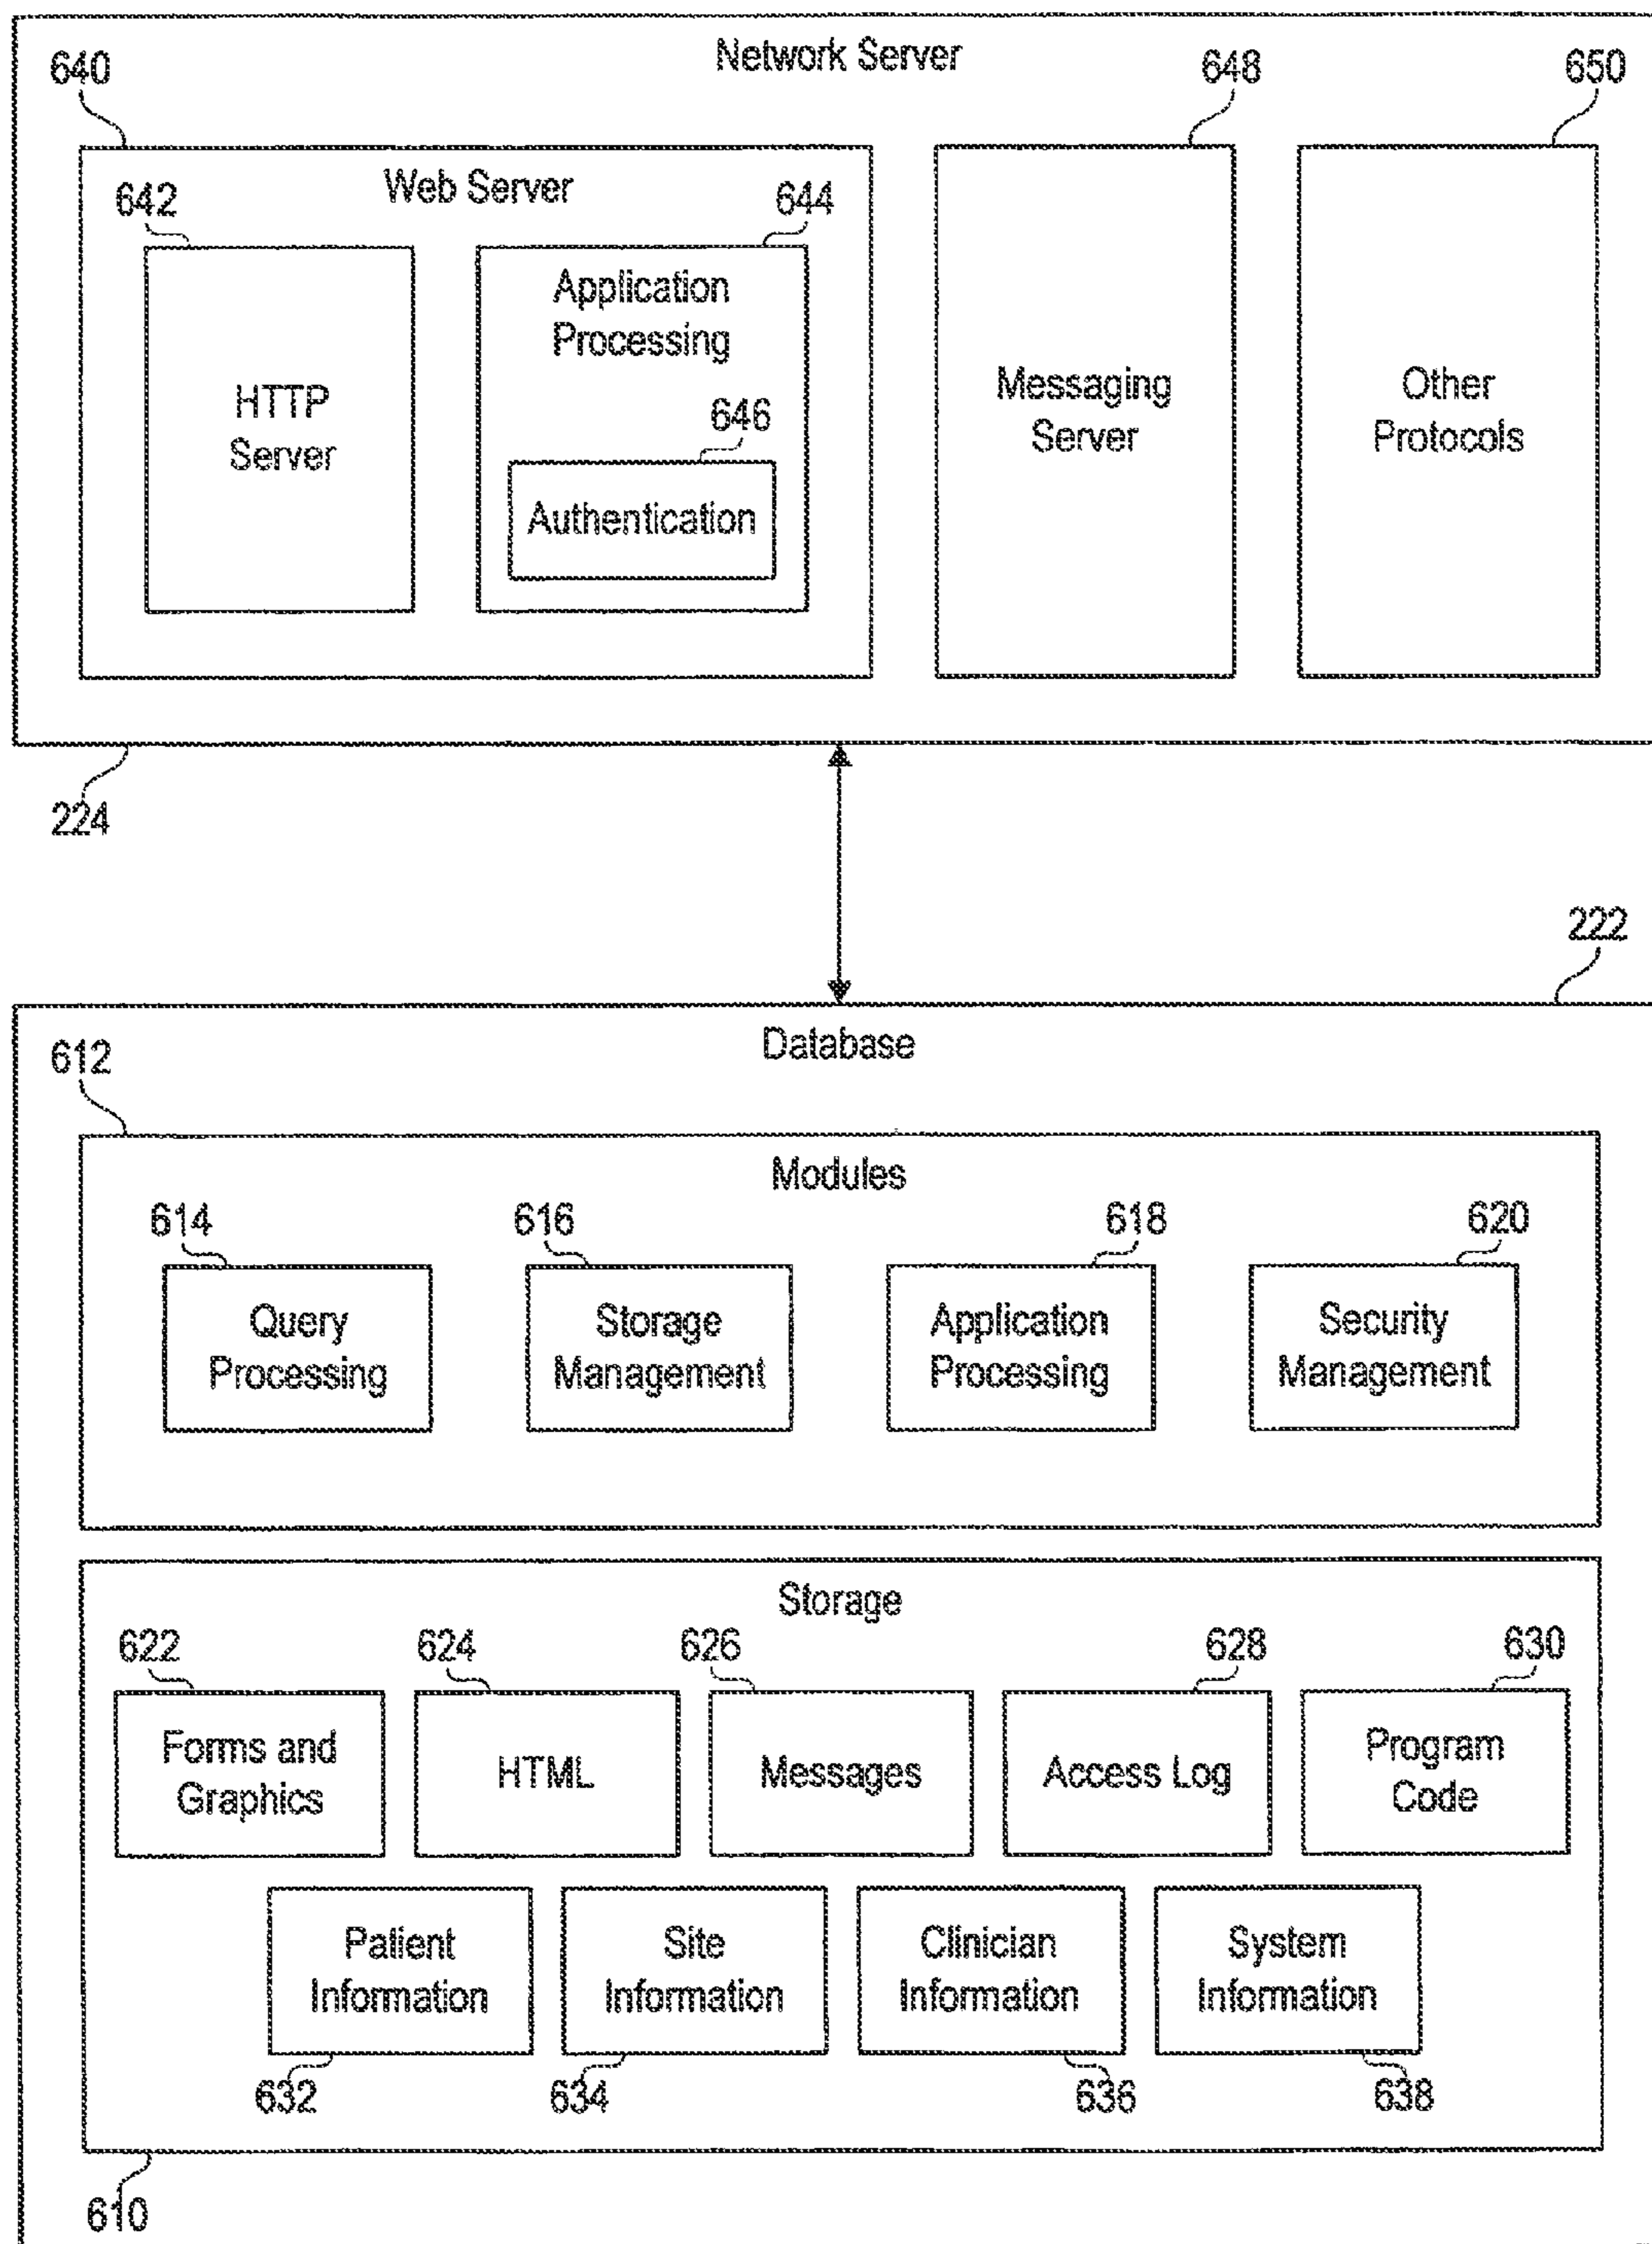 Network Server
640
648
650
Web Server
642
644
Application
Processing
HTTP
Server
646
Authentication
Messaging
Server
Other
Protocols
224
222
Database
612
Modules
614
616
618
620
Query
Processing
Storage
Management
Application
Processing
Security
Management
Storage
622
624
626
628
630
Forms and
Graphics
HTML
Messages
Access Log
Program
Code
Patient
Information
Site
Information
Clinician
Information
System
Information
632
634
636
638
610